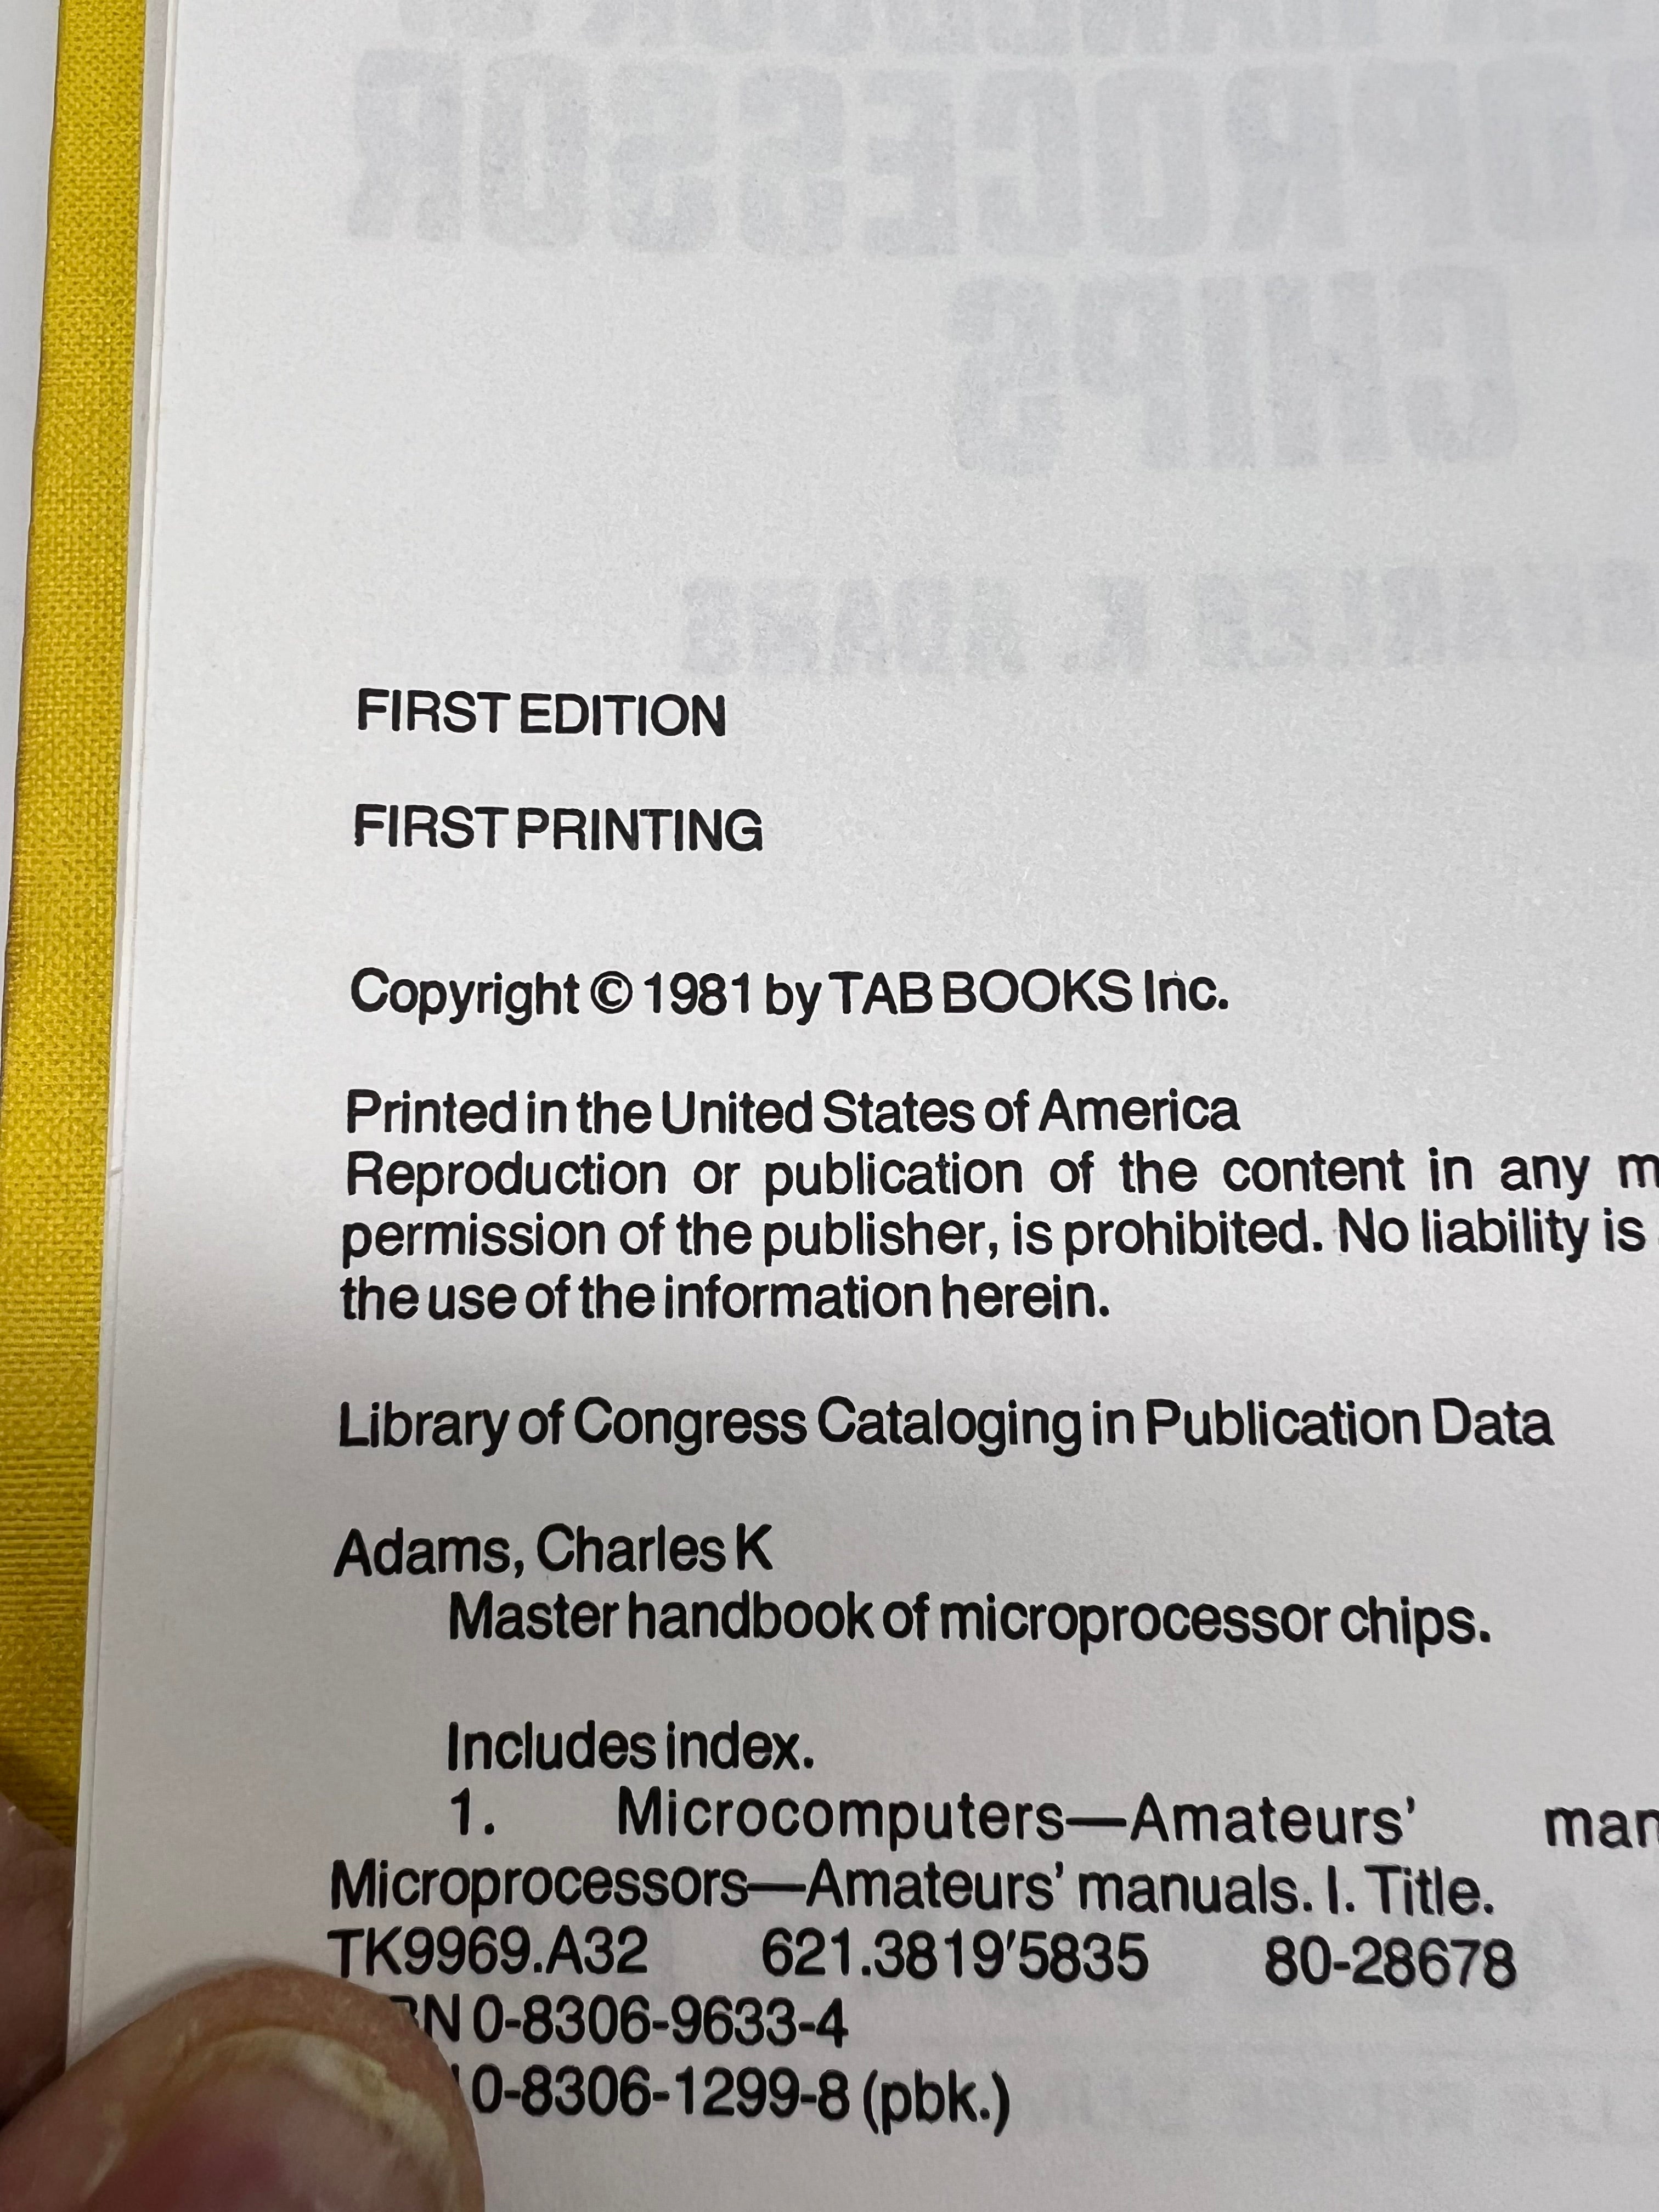 FIRST EDITION
FIRST PRINTING
Copyright © 1981 by TAB BOOKS Inc.
Printed in the United States of America
Reproduction or publication of the content in any
permission of the publisher, is prohibited. No liability is
the use of the information herein.
Library of Congress Cataloging in Publication Data
Adams, Charles K
Master handbook of microprocessor chips.
Includes index.
1. Microcomputers—Amateurs'
Microprocessors—Amateurs' manuals. I. Title.
TK9969.A32 621.3819'5835 80-28678
0-8306-9633-4
0-8306-1299-8 (pbk.)